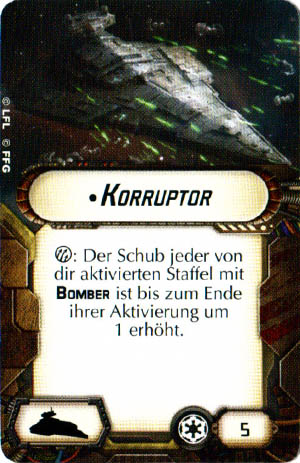 © LFL © FFG
• KORRUPTOR
: Der Schub jeder von
dir aktivierten Staffel mit
BOMBER ist bis zum Ende
ihrer Aktivierung um
1 erhöht.
5